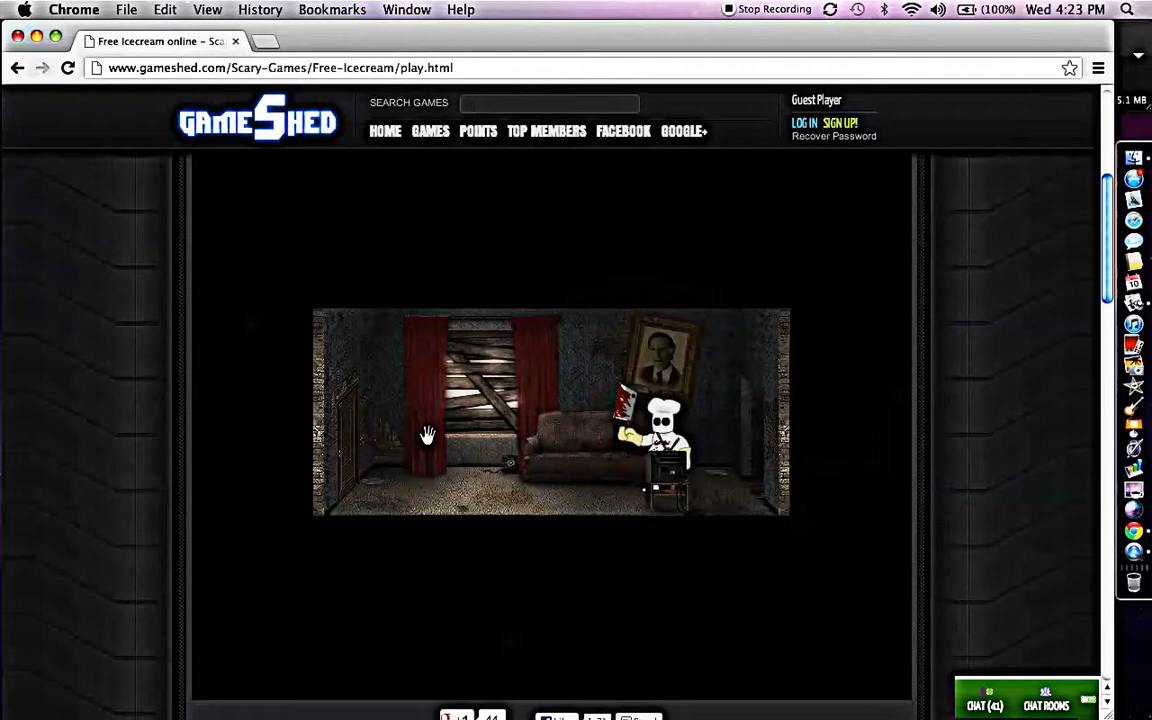 Chrome File Edit View History Bookmarks Window Help
Stop Recording (100%) Wed 4:23 PM
Free Icecream online – Sca
www.gameshed.com/Scary-Games/Free-Icecream/play.html
5.1 MB
GAMESHED
SEARCH GAMES
Guest Player
HOME GAMES POINTS TOP MEMBERS FACEBOOK GOOGLE+
LOG IN SIGN UP!
Recover Password
10
CHAT (41) CHAT ROOMS